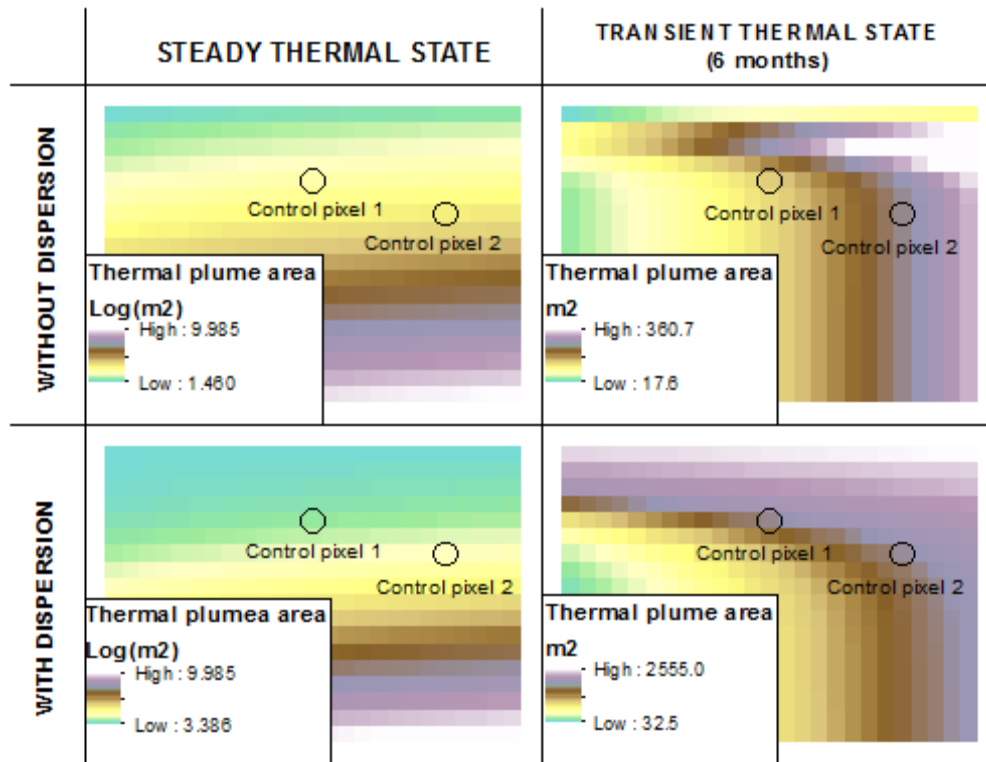 STEADY THERMAL STATE
TRANSIENT THERMAL STATE
(6 months)
WITHOUT DISPERSION
Control pixel 1
Control pixel 2
Thermal plume area
Log(m2)
High : 9.985
Low : 1.460
Control pixel 1
Control pixel 2
Thermal plume area
m2
High : 360.7
Low : 17.6
WITH DISPERSION
Control pixel 1
Control pixel 2
Thermal plumea area
Log(m2)
High : 9.985
Low : 3.386
Control pixel 1
Control pixel 2
Thermal plume area
m2
High : 2555.0
Low : 32.5